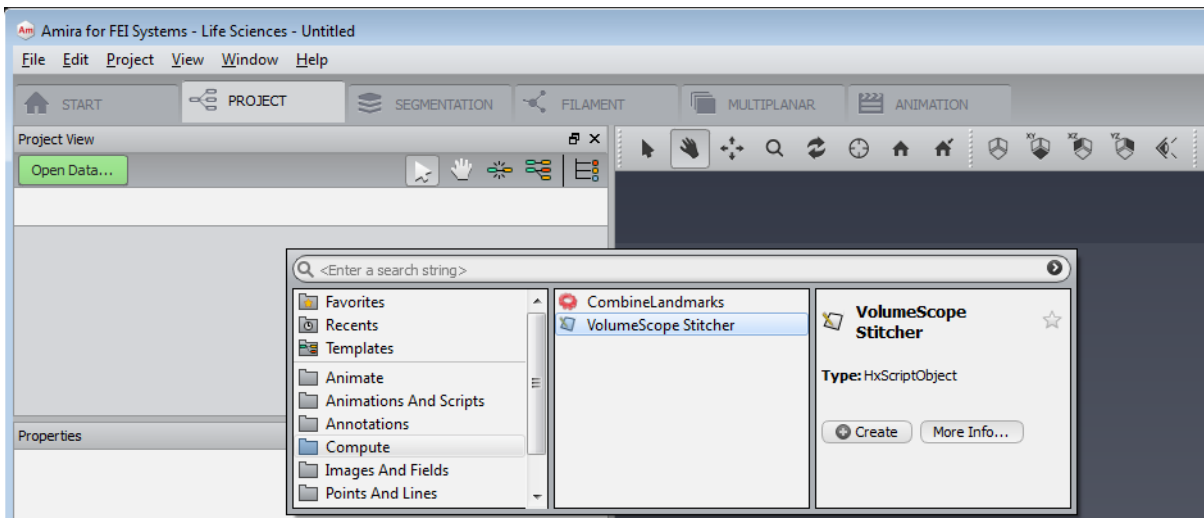 Am Amira for FEI Systems - Life Sciences - Untitled
File Edit Project View Window Help
START PROJECT SEGMENTATION FILAMENT MULTIPLANAR ANIMATION
Project View
Open Data...
XY XZ YZ
<Enter a search string>
Favorites
Recents
Templates
Animate
Animations And Scripts
Annotations
Compute
Images And Fields
Points And Lines
CombineLandmarks
VolumeScope Stitcher
VolumeScope
Stitcher
Type: HxScriptObject
Create More Info...
Properties